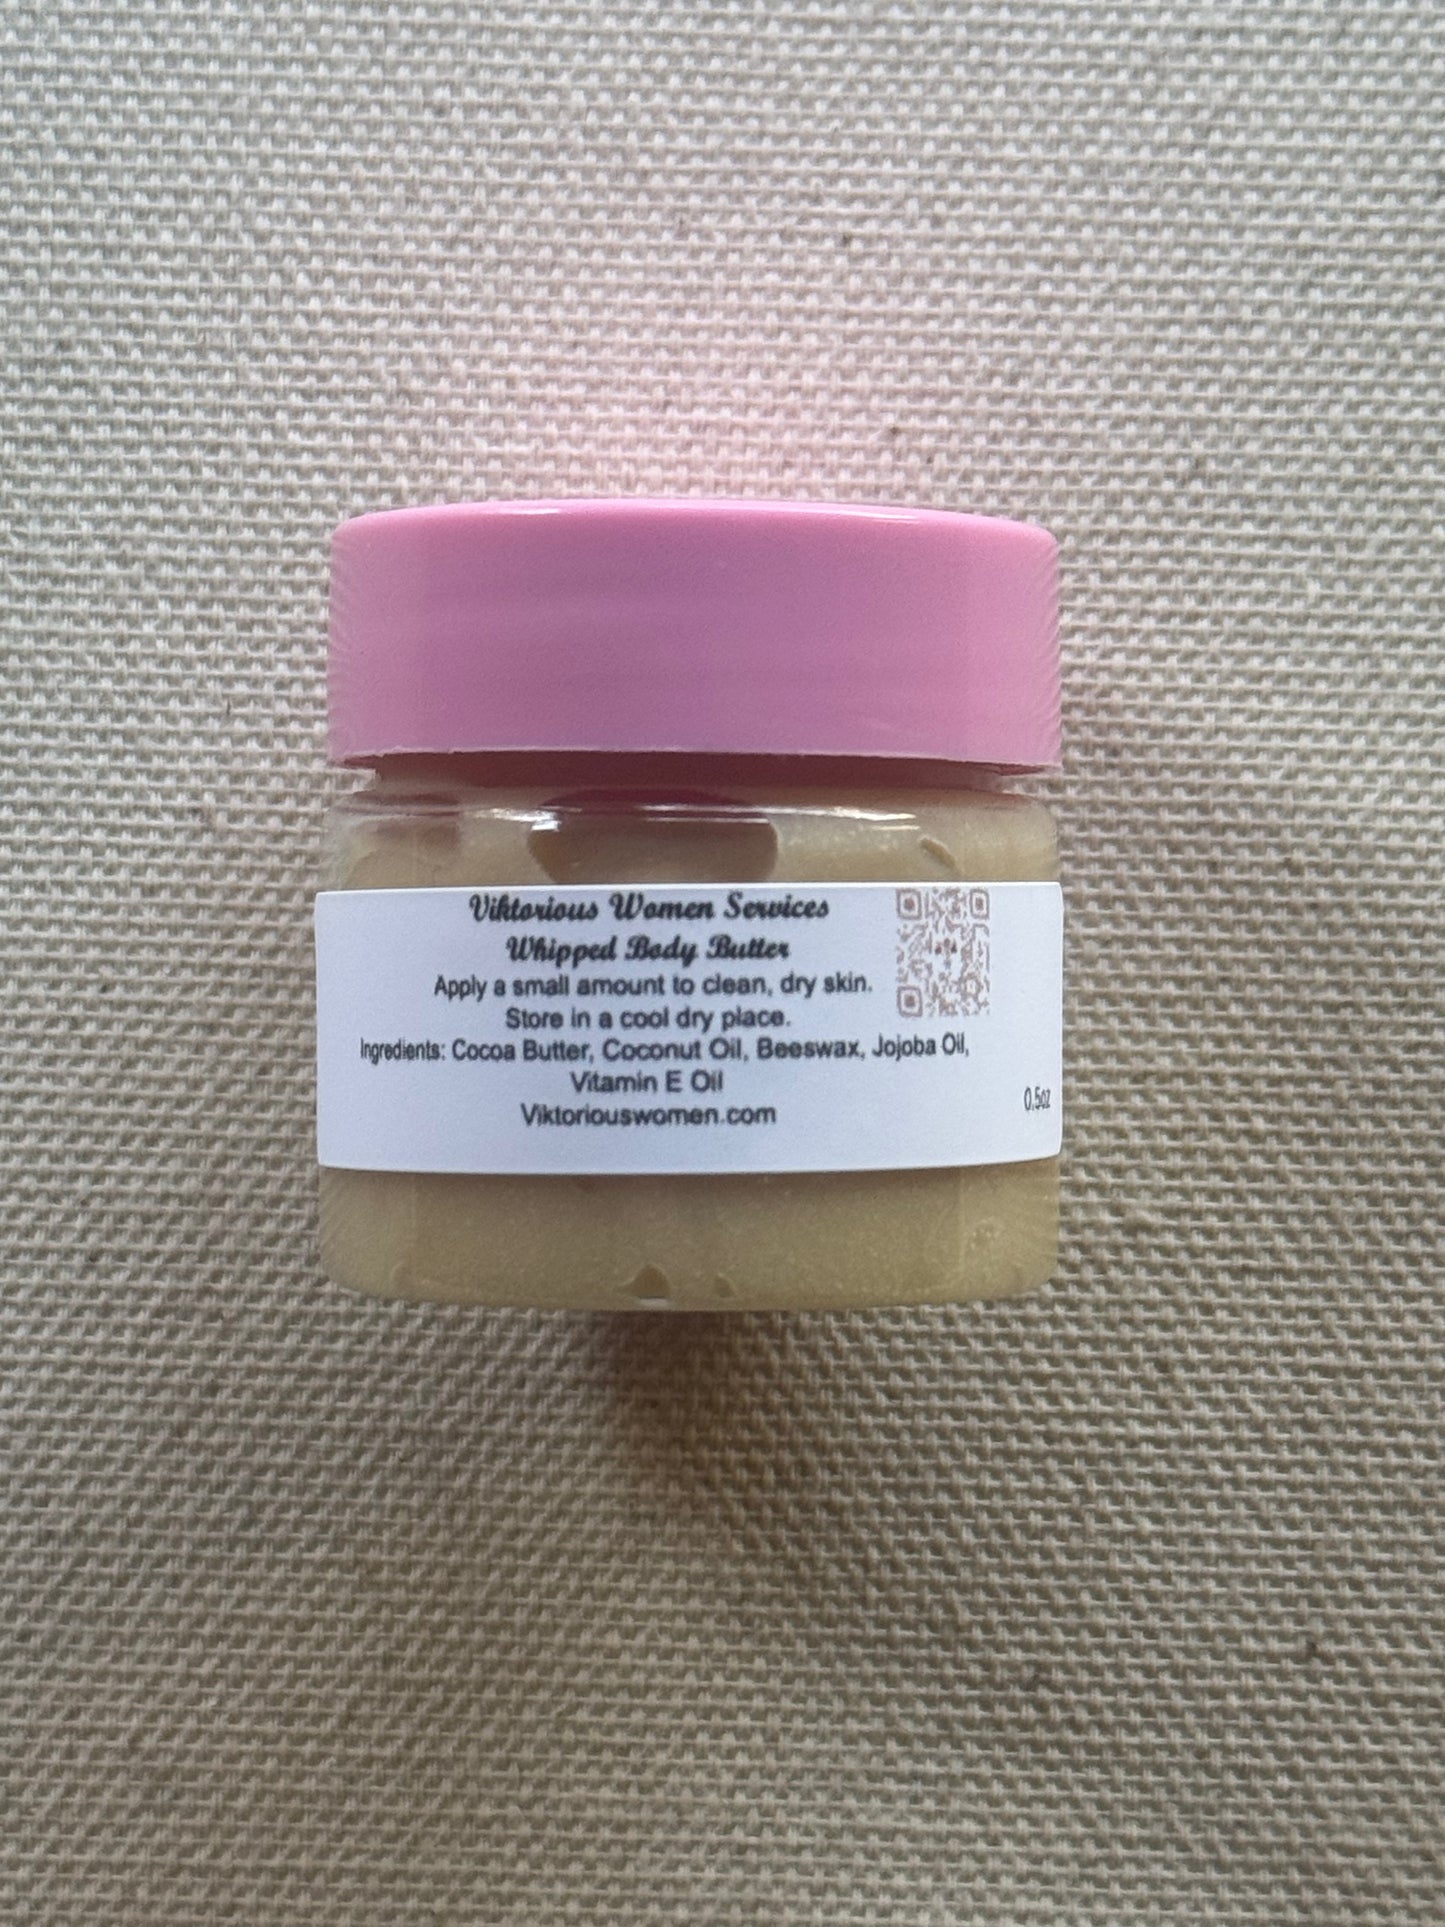 Viktorious Women Services
Whipped Body Butter
Apply a small amount to clean, dry skin.
Store in a cool dry place.
Ingredients: Cocoa Butter, Coconut Oil, Beeswax, Jojoba Oil,
Vitamin E Oil
Viktoriouswomen.com
0.5oz